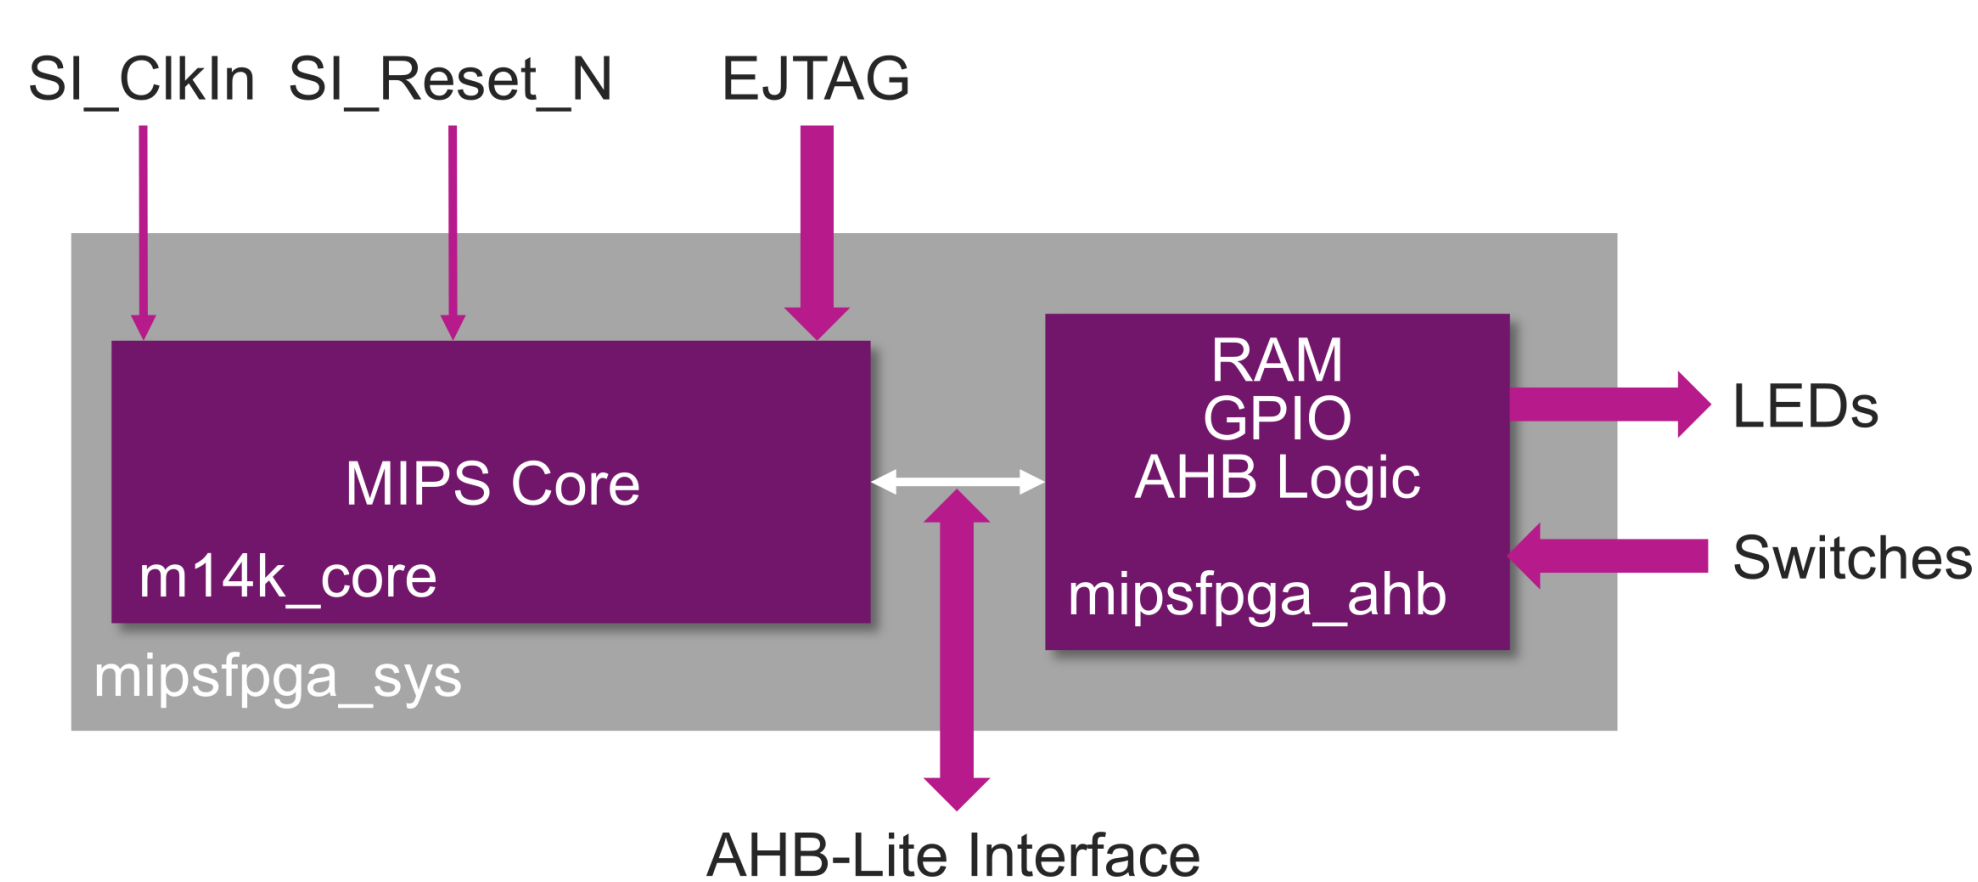 SI_ClkIn SI_Reset_N EJTAG
RAM
GPIO
AHB Logic
LEDs
MIPS Core
m14k_core
mipsfpga_ahb
Switches
mipsfpga_sys
AHB-Lite Interface